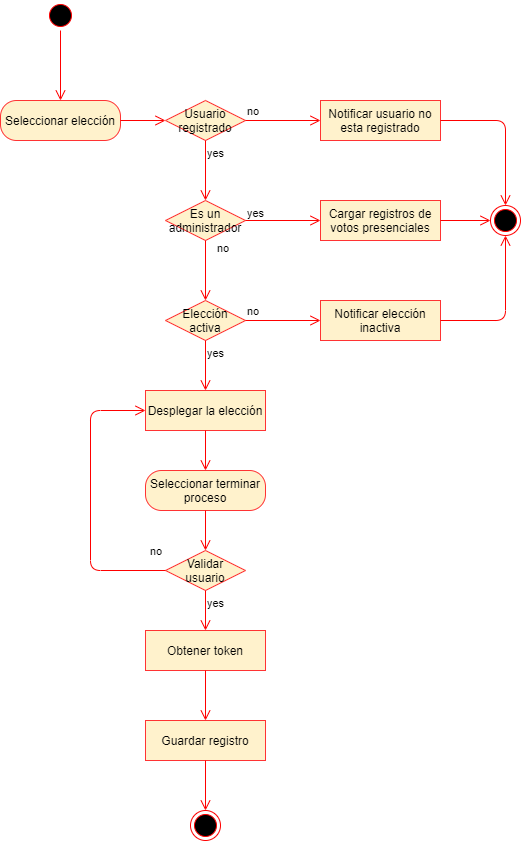 Seleccionar elección
Usuario
registrado
no
Notificar usuario no
esta registrado
yes
Es un
administrador
yes
Cargar registros de
votos presenciales
no
Elección
activa
no
Notificar elección
inactiva
yes
Desplegar la elección
Seleccionar terminar
proceso
no
Validar
usuario
yes
Obtener token
Guardar registro